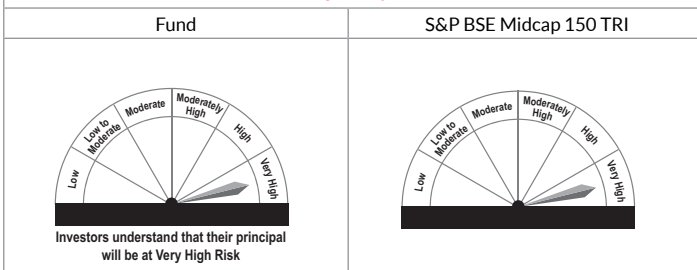 Fund
S&P BSE Midcap 150 TRI
Low
Low to
Moderate
Moderate
Moderately
High
High
Very High
Investors understand that their principal
will be at Very High Risk
Low
Low to
Moderate
Moderate
Moderately
High
High
Very High